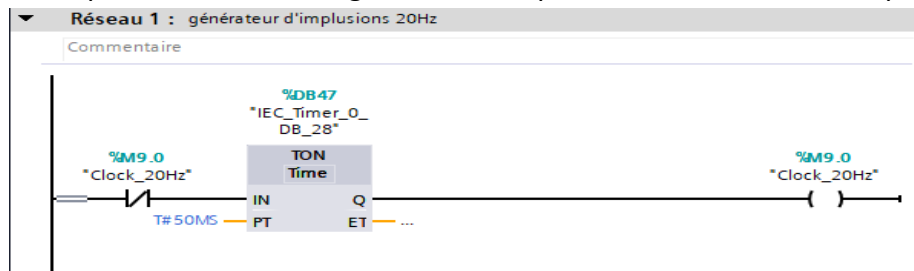 Réseau 1 : générateur d'implusions 20Hz
Commentaire
%DB47
"IEC_Timer_0_
DB_28"
%M9.0
"Clock_20Hz"
TON
Time
%M9.0
"Clock_20Hz"
IN Q
T#50MS PT ET ...